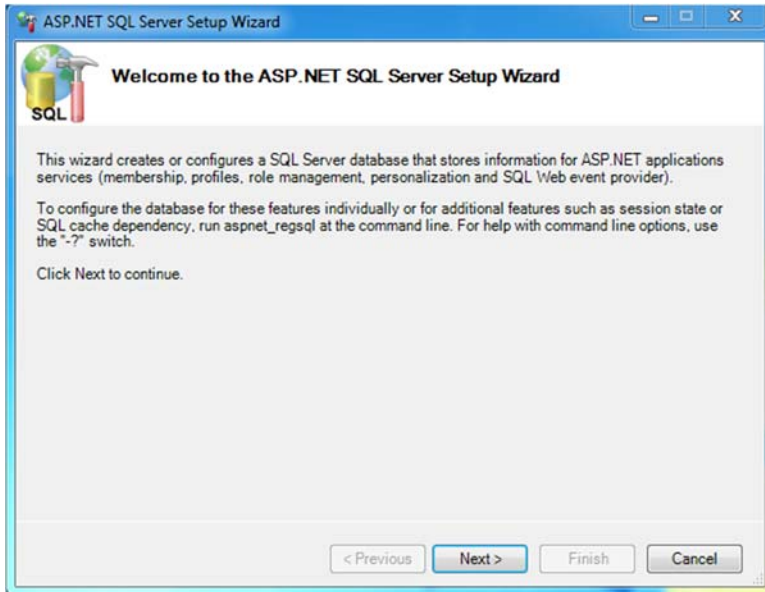 ASP.NET SQL Server Setup Wizard
Welcome to the ASP.NET SQL Server Setup Wizard
SQL
This wizard creates or configures a SQL Server database that stores information for ASP.NET applications
services (membership, profiles, role management, personalization and SQL Web event provider).
To configure the database for these features individually or for additional features such as session state or
SQL cache dependency, run aspnet_regsql at the command line. For help with command line options, use
the "-?" switch.
Click Next to continue.
< Previous
Next >
Finish
Cancel